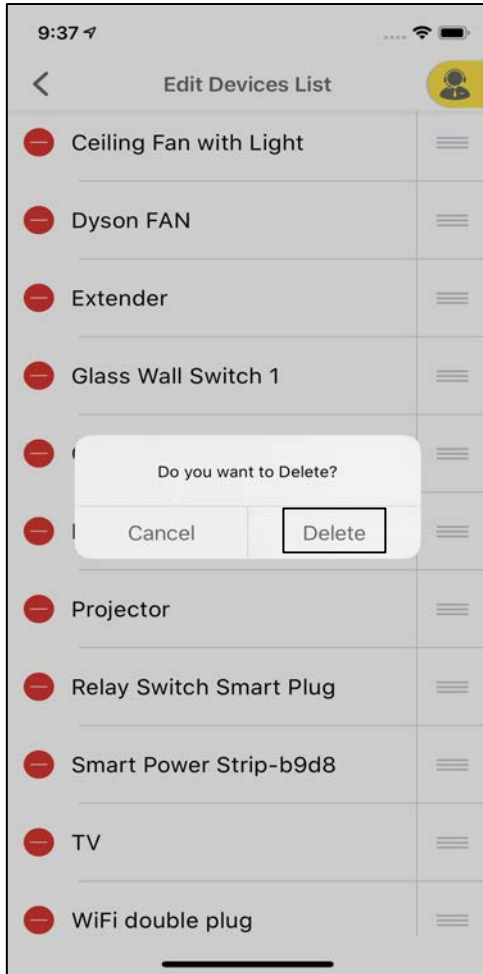 9:37
Edit Devices List
Ceiling Fan with Light
Dyson FAN
Extender
Glass Wall Switch 1
Do you want to Delete?
Cancel
Delete
Projector
Relay Switch Smart Plug
Smart Power Strip-b9d8
TV
WiFi double plug